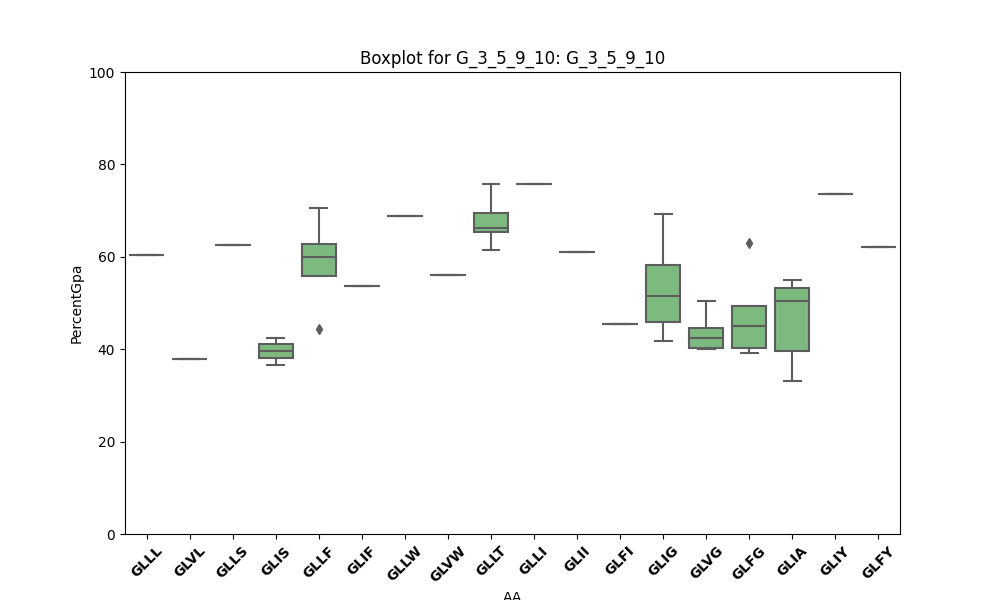 Boxplot for G_3_5_9_10: G_3_5_9_10
100
80
60
40
20
0
PercentGpa
GLLL
GLVL
GLLS
GLIS
GLLF
GLIF
GLLW
GLVW
GLLT
GLLI
GLII
GLFI
GLIG
GLVG
GLFG
GLIA
GLIY
GLFY
AA